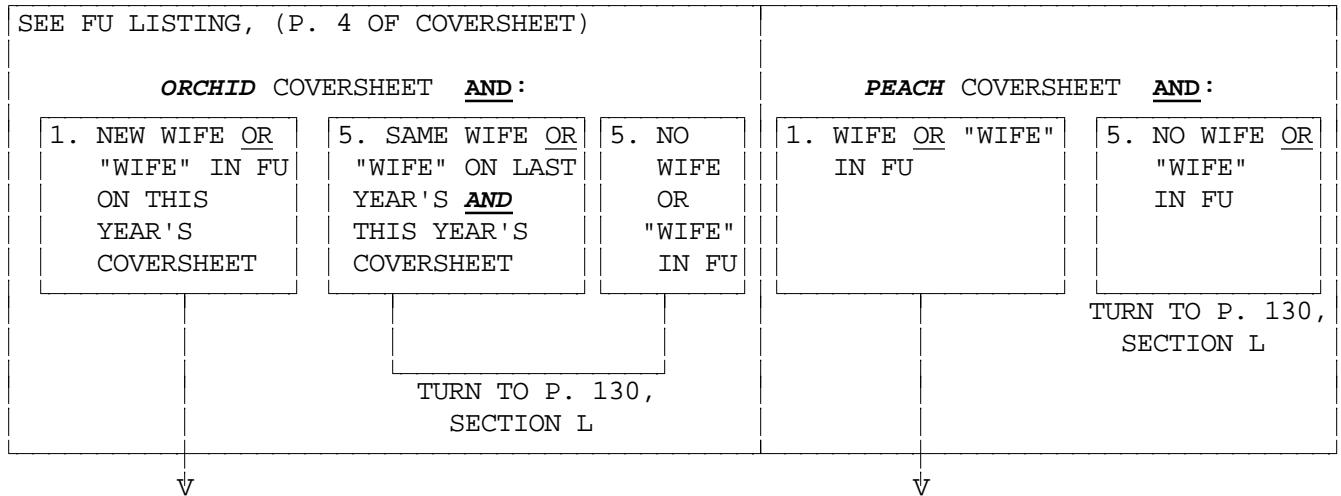 SEE FU LISTING, (P. 4 OF COVERSHEET)
ORCHID COVERSHEET AND:
1. NEW WIFE OR
"WIFE" IN FU
ON THIS
YEAR'S
COVERSHEET
5. SAME WIFE OR
"WIFE" ON LAST
YEAR'S AND
THIS YEAR'S
COVERSHEET
5. NO
WIFE
OR
"WIFE"
IN FU
TURN TO P. 130,
SECTION L
PEACH COVERSHEET AND:
1. WIFE OR "WIFE"
IN FU
5. NO WIFE OR
"WIFE"
IN FU
TURN TO P. 130,
SECTION L